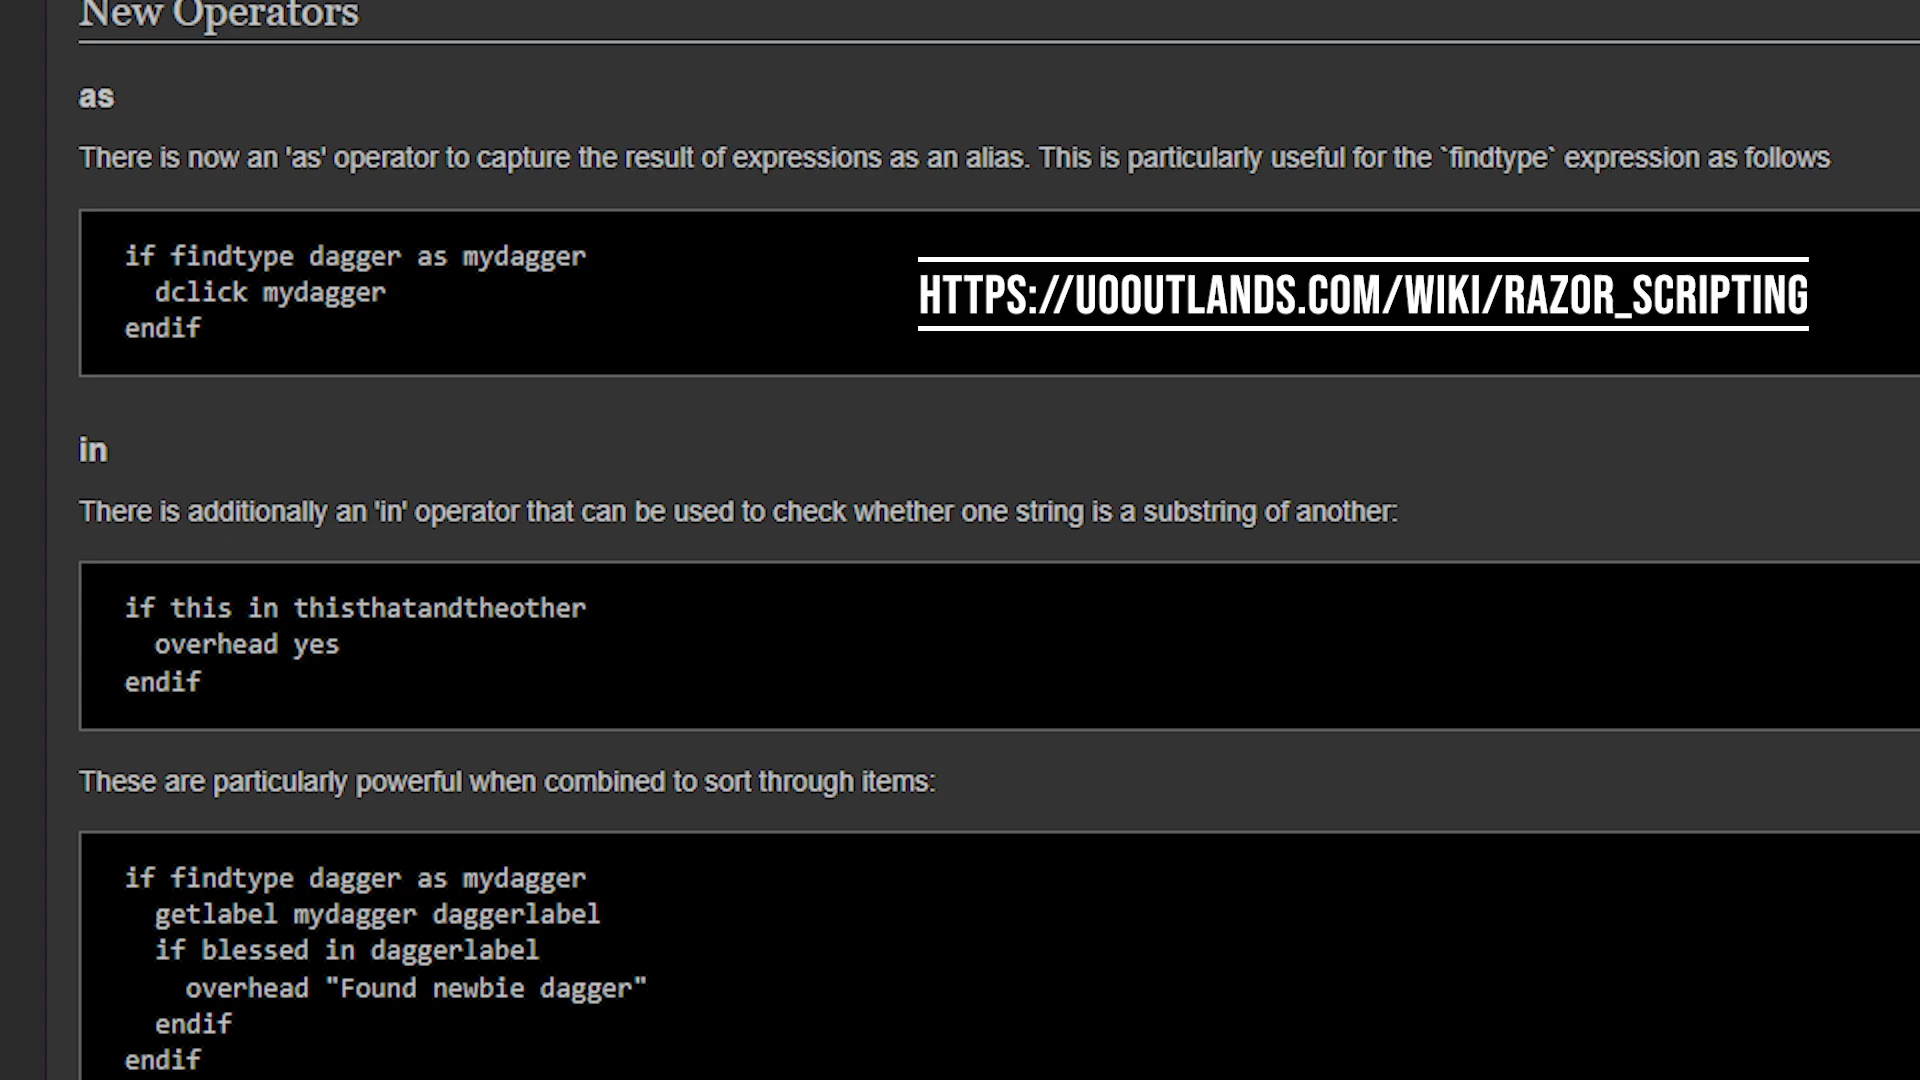 New Operators
as
There is now an 'as' operator to capture the result of expressions as an alias. This is particularly useful for the `findtype` expression as follows
if findtype dagger as mydagger
  dclick mydagger
endif
HTTPS://UOOUTLANDS.COM/WIKI/RAZOR_SCRIPTING
in
There is additionally an 'in' operator that can be used to check whether one string is a substring of another:
if this in thisthatandtheother
  overhead yes
endif
These are particularly powerful when combined to sort through items:
if findtype dagger as mydagger
  getlabel mydagger daggerlabel
  if blessed in daggerlabel
    overhead "Found newbie dagger"
  endif
endif